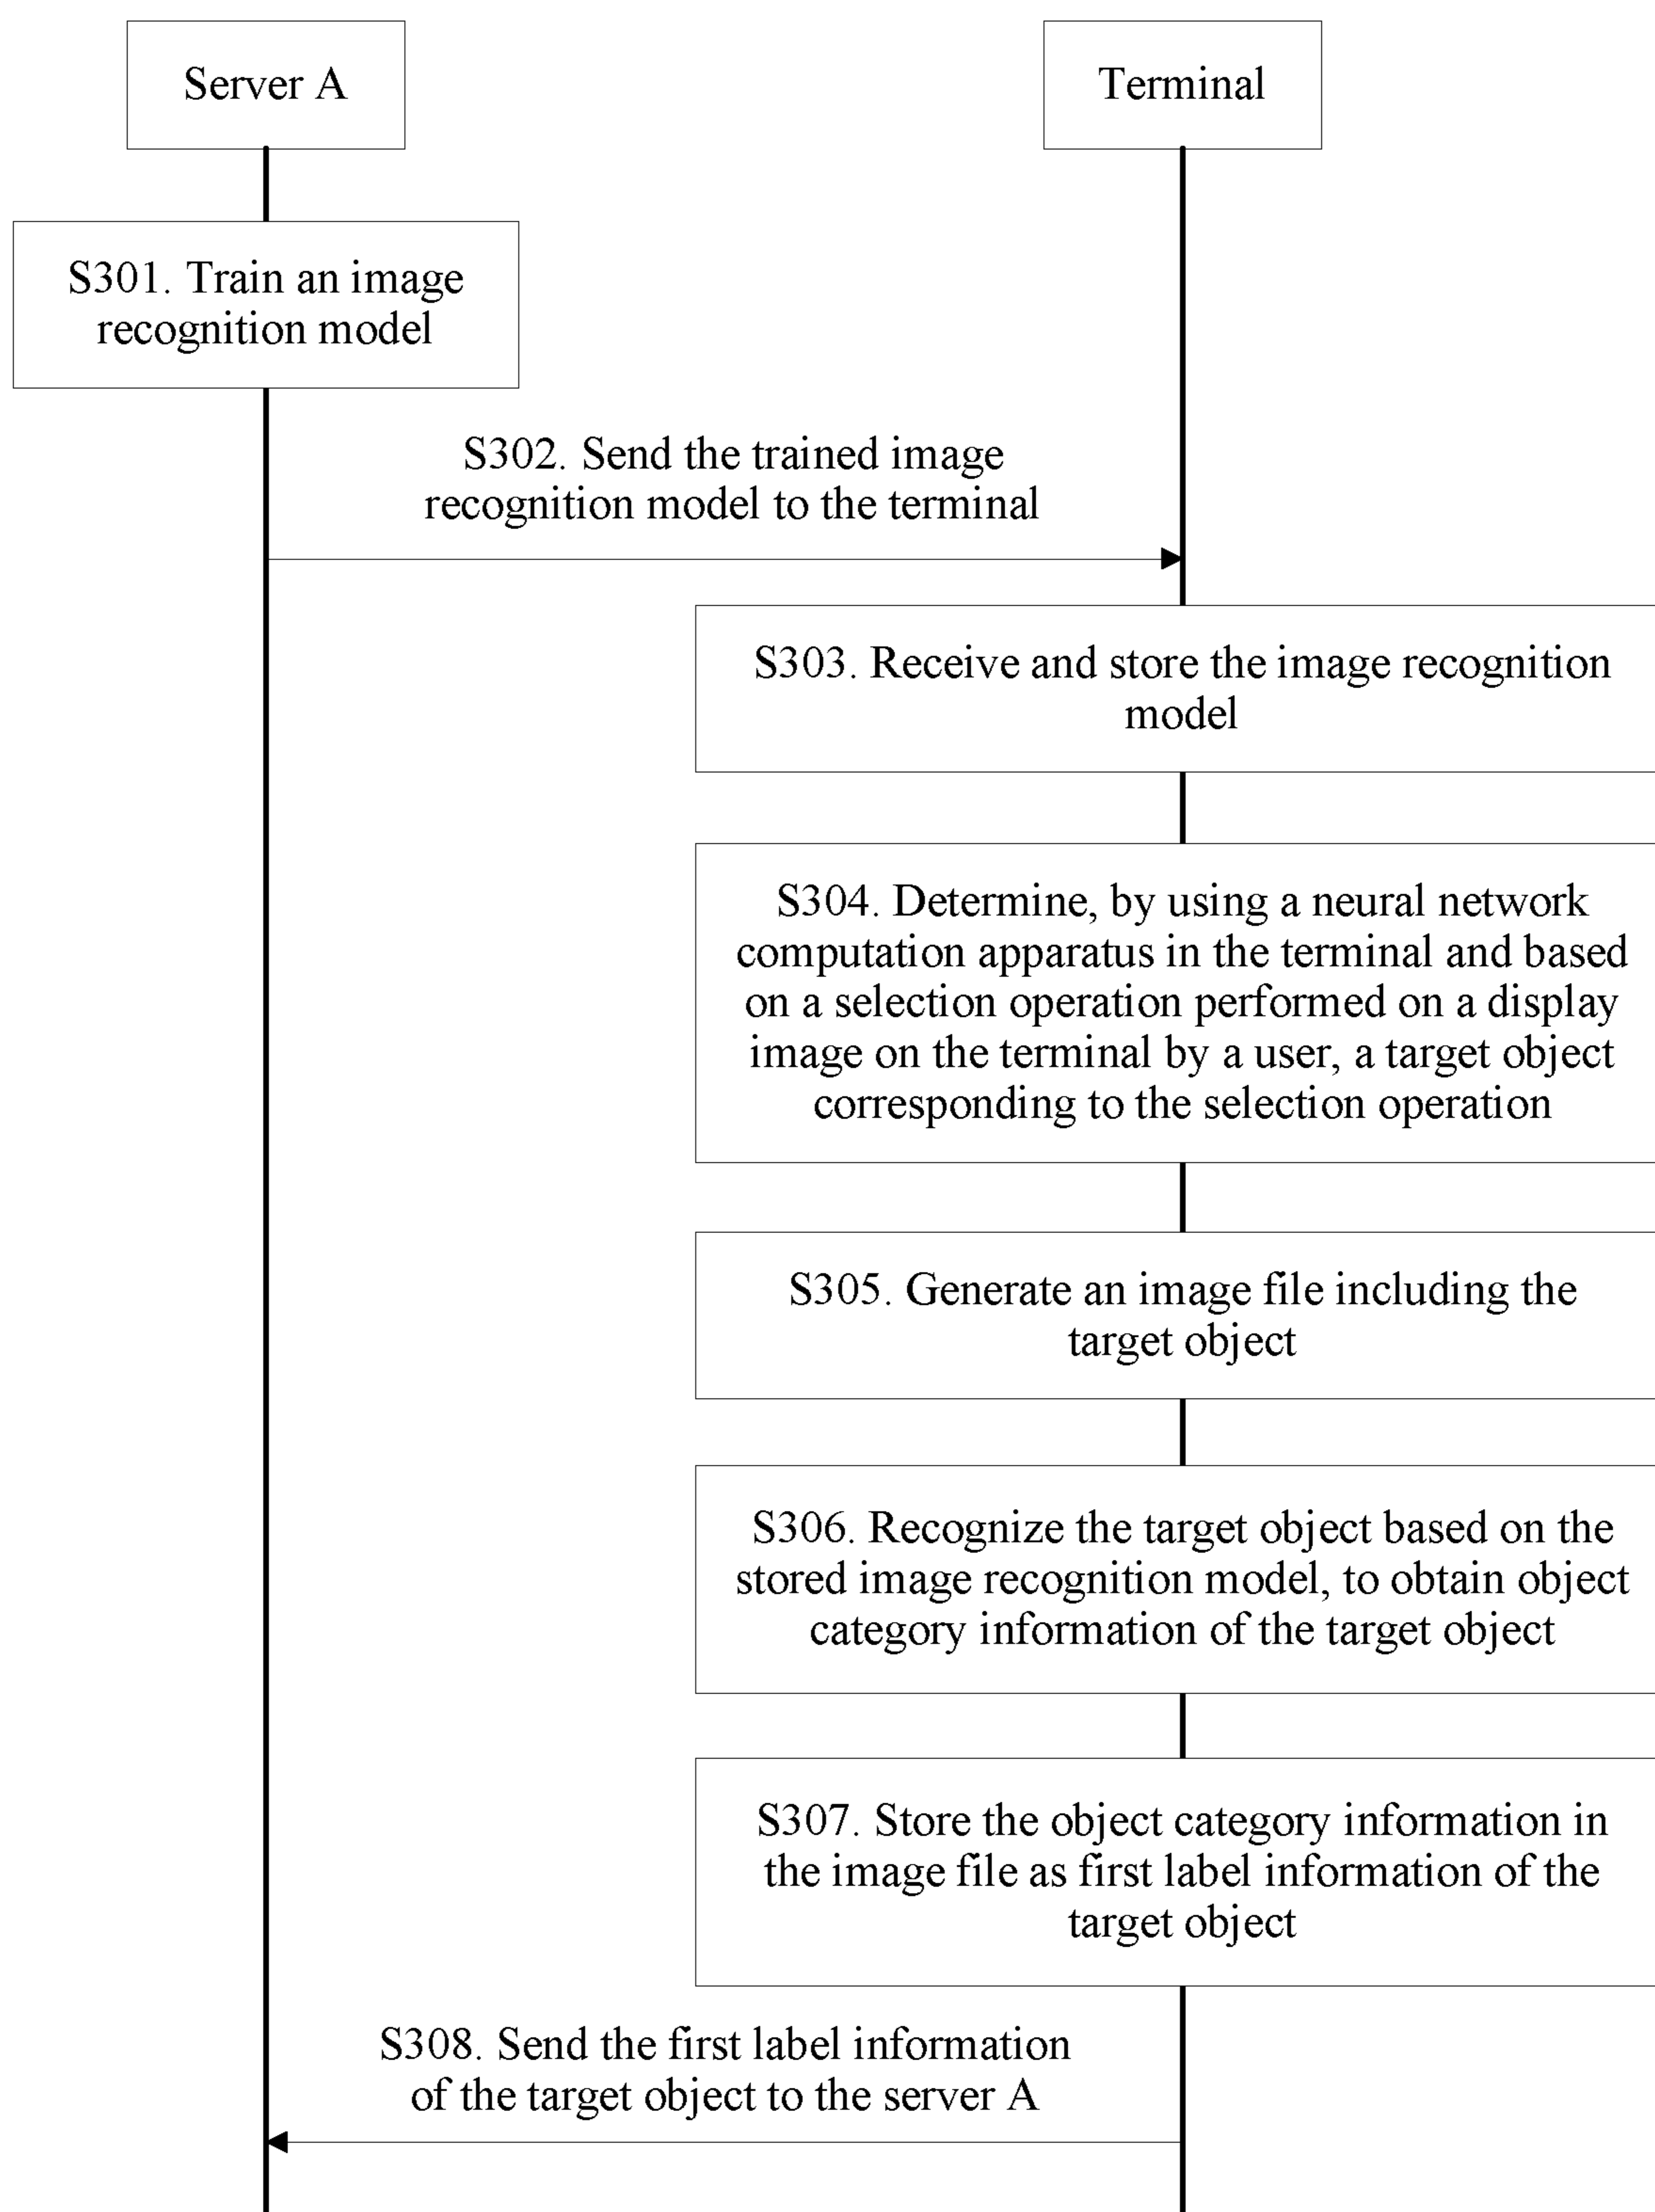 Server A
Terminal
S301. Train an image
recognition model
S302. Send the trained image
recognition model to the terminal
S303. Receive and store the image recognition
model
S304. Determine, by using a neural network
computation apparatus in the terminal and based
on a selection operation performed on a display
image on the terminal by a user, a target object
corresponding to the selection operation
S305. Generate an image file including the
target object
S306. Recognize the target object based on the
stored image recognition model, to obtain object
category information of the target object
S307. Store the object category information in
the image file as first label information of the
target object
S308. Send the first label information
of the target object to the server A